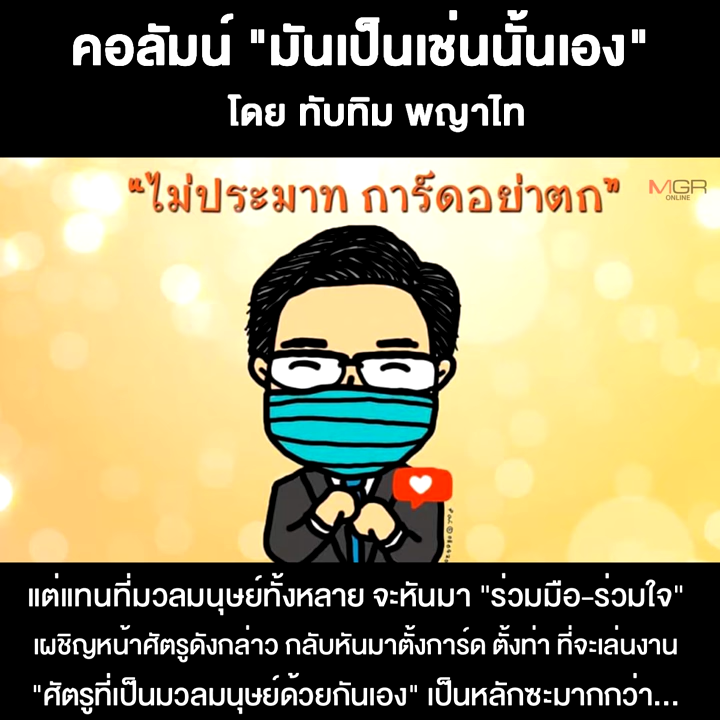 คอลัมน์ "มันเป็นเช่นนั้นเอง"
โดย ทับทิม พญาไท
"ไม่ประมาท การ์ดอย่าตก"
MGR
ONLINE
แต่แทนที่มวลมนุษย์ทั้งหลาย จะหันมา "ร่วมมือ-ร่วมใจ"
เผชิญหน้าศัตรูดังกล่าว กลับหันมาตั้งการ์ด ตั้งท่า ที่จะเล่นงาน
"ศัตรูที่เป็นมวลมนุษย์ด้วยกันเอง" เป็นหลักซะมากกว่า...